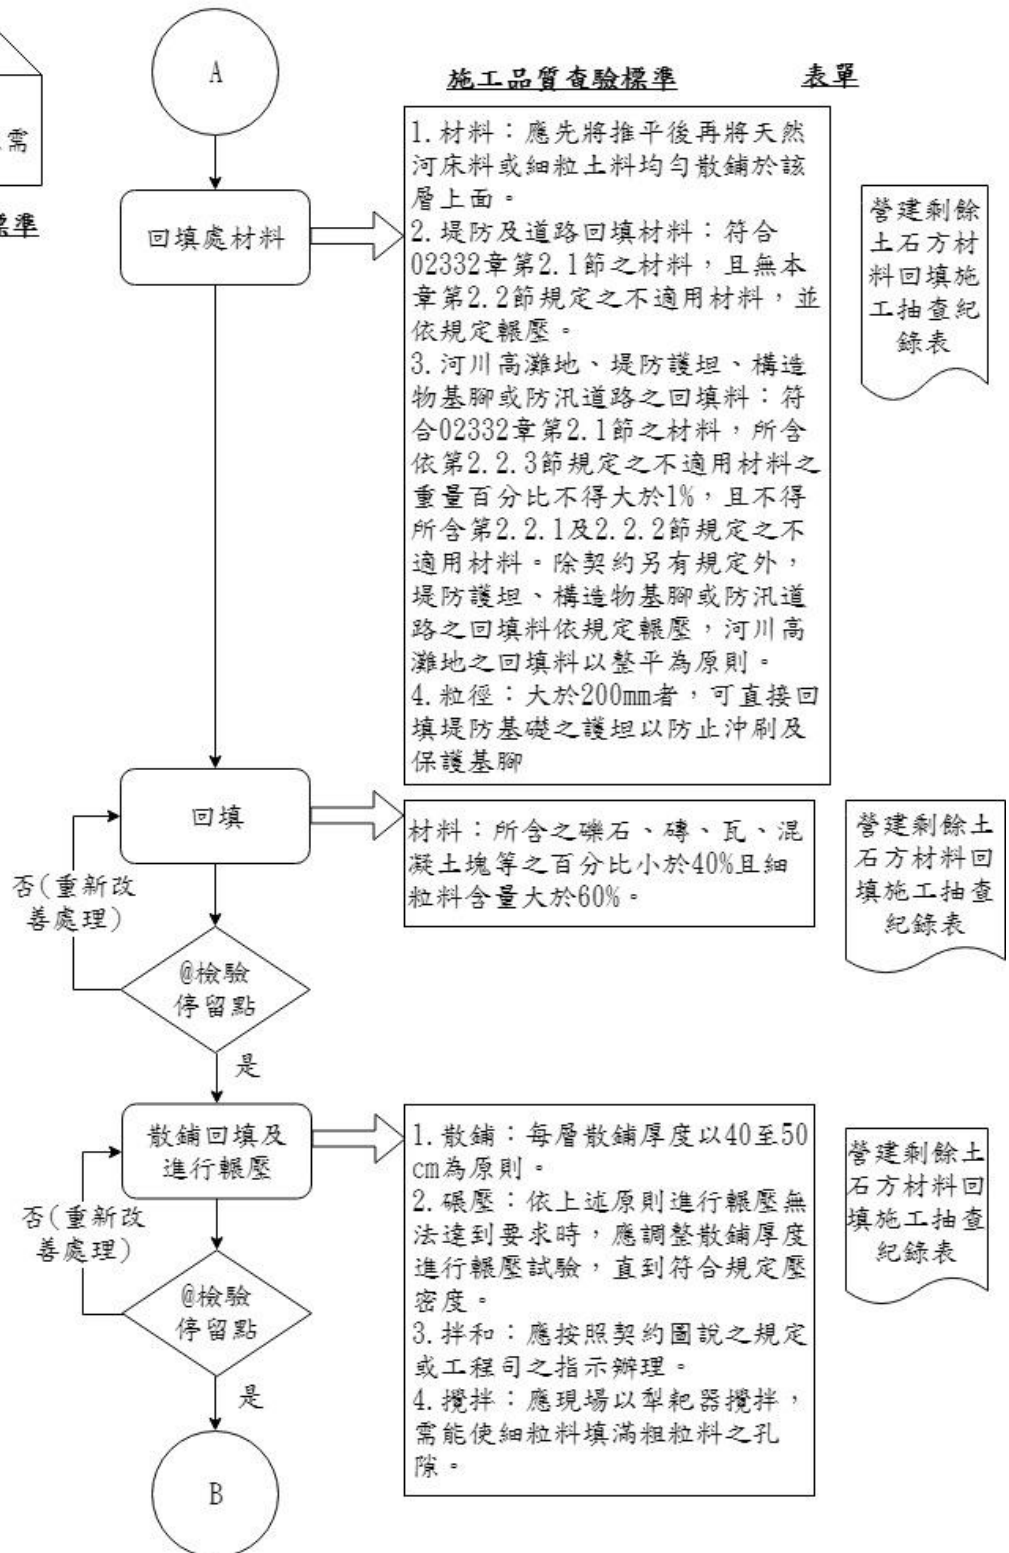 需
標準
A
施工品質查驗標準
表單
回填處材料
1.材料：應先將推平後再將天然
河床料或細粒土料均勻散鋪於該
層上面。
2.堤防及道路回填材料：符合
02332章第2.1節之材料，且無本
章第2.2節規定之不適用材料，並
依規定輾壓。
3.河川高灘地、堤防護坦、構造
物基腳或防汛道路之回填料：符
合02332章第2.1節之材料，所含
依第2.2.3節規定之不適用材料之
重量百分比不得大於1%，且不得
所含第2.2.1及2.2.2節規定之不
適用材料。除契約另有規定外，
堤防護坦、構造物基腳或防汛道
路之回填料依規定輾壓，河川高
灘地之回填料以整平為原則。
4.粒徑：大於200mm者，可直接回
填堤防基礎之護坦以防止沖刷及
保護基腳
營建剩餘
土石方材
料回填施
工抽查紀
錄表
回填
材料：所含之礫石、磚、瓦、混
凝土塊等之百分比小於40%且細
粒料含量大於60%。
營建剩餘土
石方材料回
填施工抽查
紀錄表
否(重新改
善處理)
@檢驗
停留點
是
散鋪回填及
進行輾壓
1.散鋪：每層散鋪厚度以40至50
cm為原則。
2.碾壓：依上述原則進行輾壓無
法達到要求時，應調整散鋪厚度
進行輾壓試驗，直到符合規定壓
密度。
3.拌和：應按照契約圖說之規定
或工程司之指示辦理。
4.攪拌：應現場以犁耙器攪拌，
需能使細粒料填滿粗粒料之孔
隙。
營建剩餘土
石方材料回
填施工抽查
紀錄表
否(重新改
善處理)
@檢驗
停留點
是
B